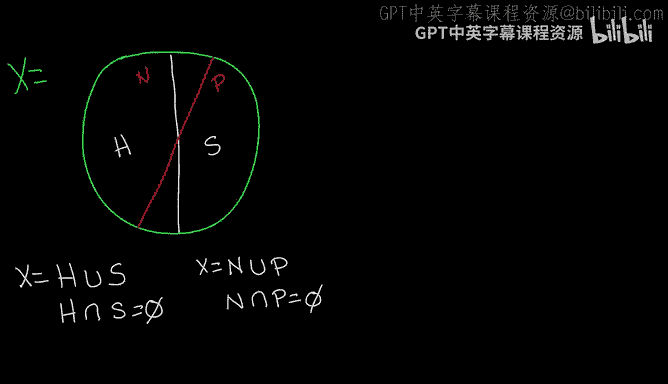 GPT中英字幕课程资源@bilibili
GPT中英字幕课程资源 bilibili
X=
N
P
H
S
X=H∪S
X=N∪P
H∩S=∅
N∩P=∅